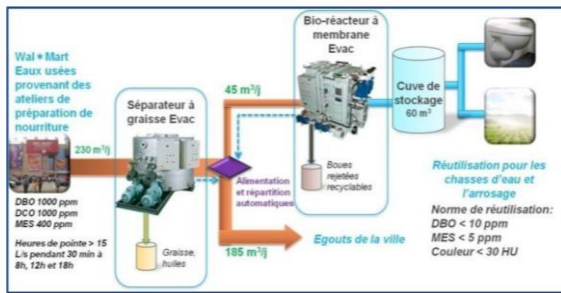 Wal★Mart
Eaux usées
provenant des
ateliers de
préparation de
nourriture
230 m³/j
DBO 1000 ppm
DCO 1000 ppm
MES 400 ppm
Heures de pointe > 15
L/s pendant 30 min à
8h, 12h et 18h
Séparateur à
graisse Evac
Graisse,
huiles
45 m³/j
Alimentation
et répartition
automatiques
185 m³/j
Egouts de la ville
Bio-réacteur à
membrane
Evac
Boues
rejetées
recyclables
Cuve de
stockage
60 m³
Réutilisation pour les
chasses d'eau et
l'arrosage
Norme de réutilisation:
DBO < 10 ppm
MES < 5 ppm
Couleur < 30 HU